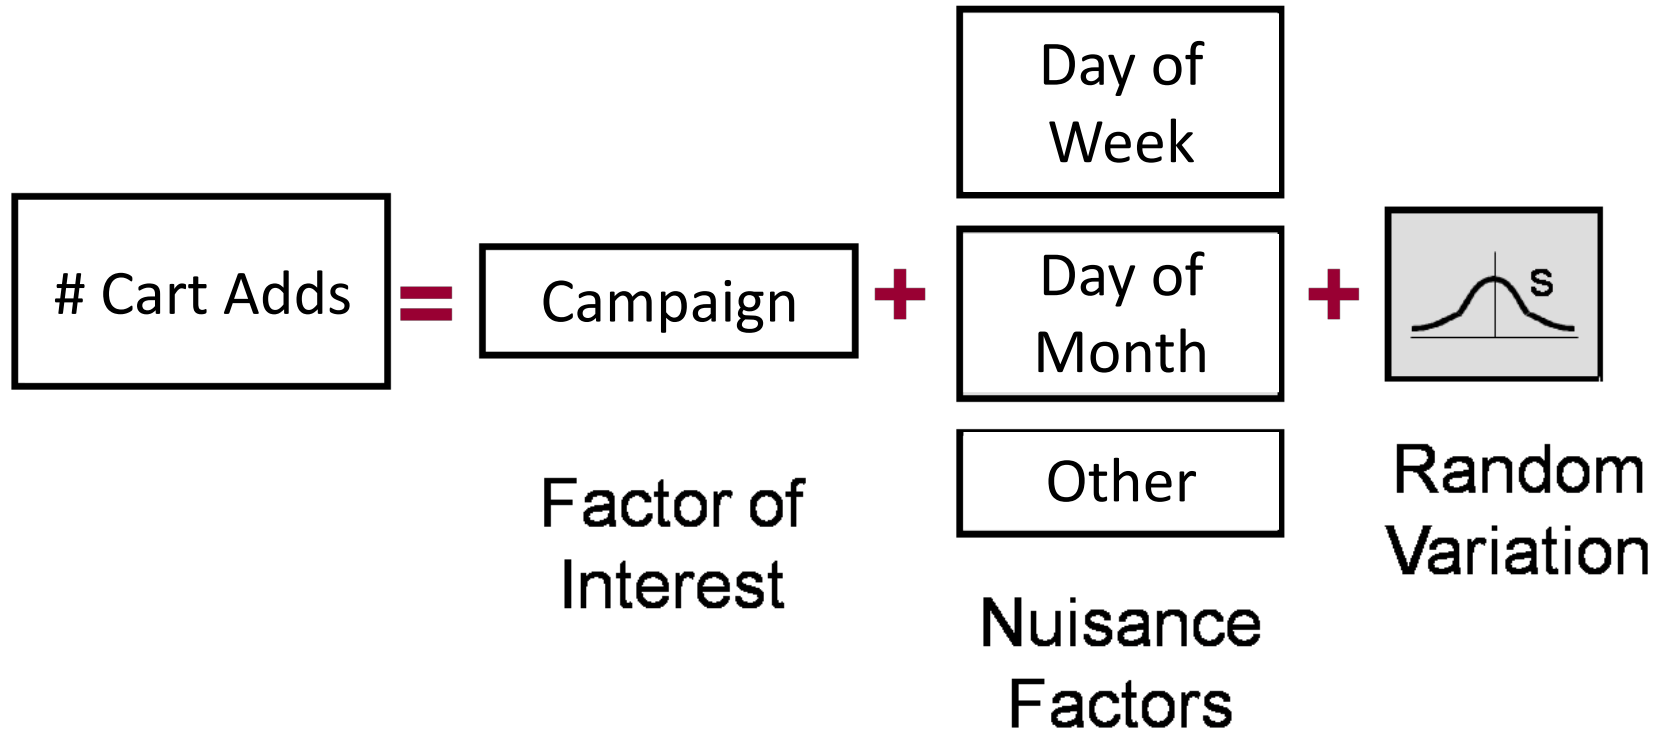 # Cart Adds
=
Campaign
Factor of
Interest
+
Day of
Week
Day of
Month
Other
Nuisance
Factors
+
S
Random
Variation